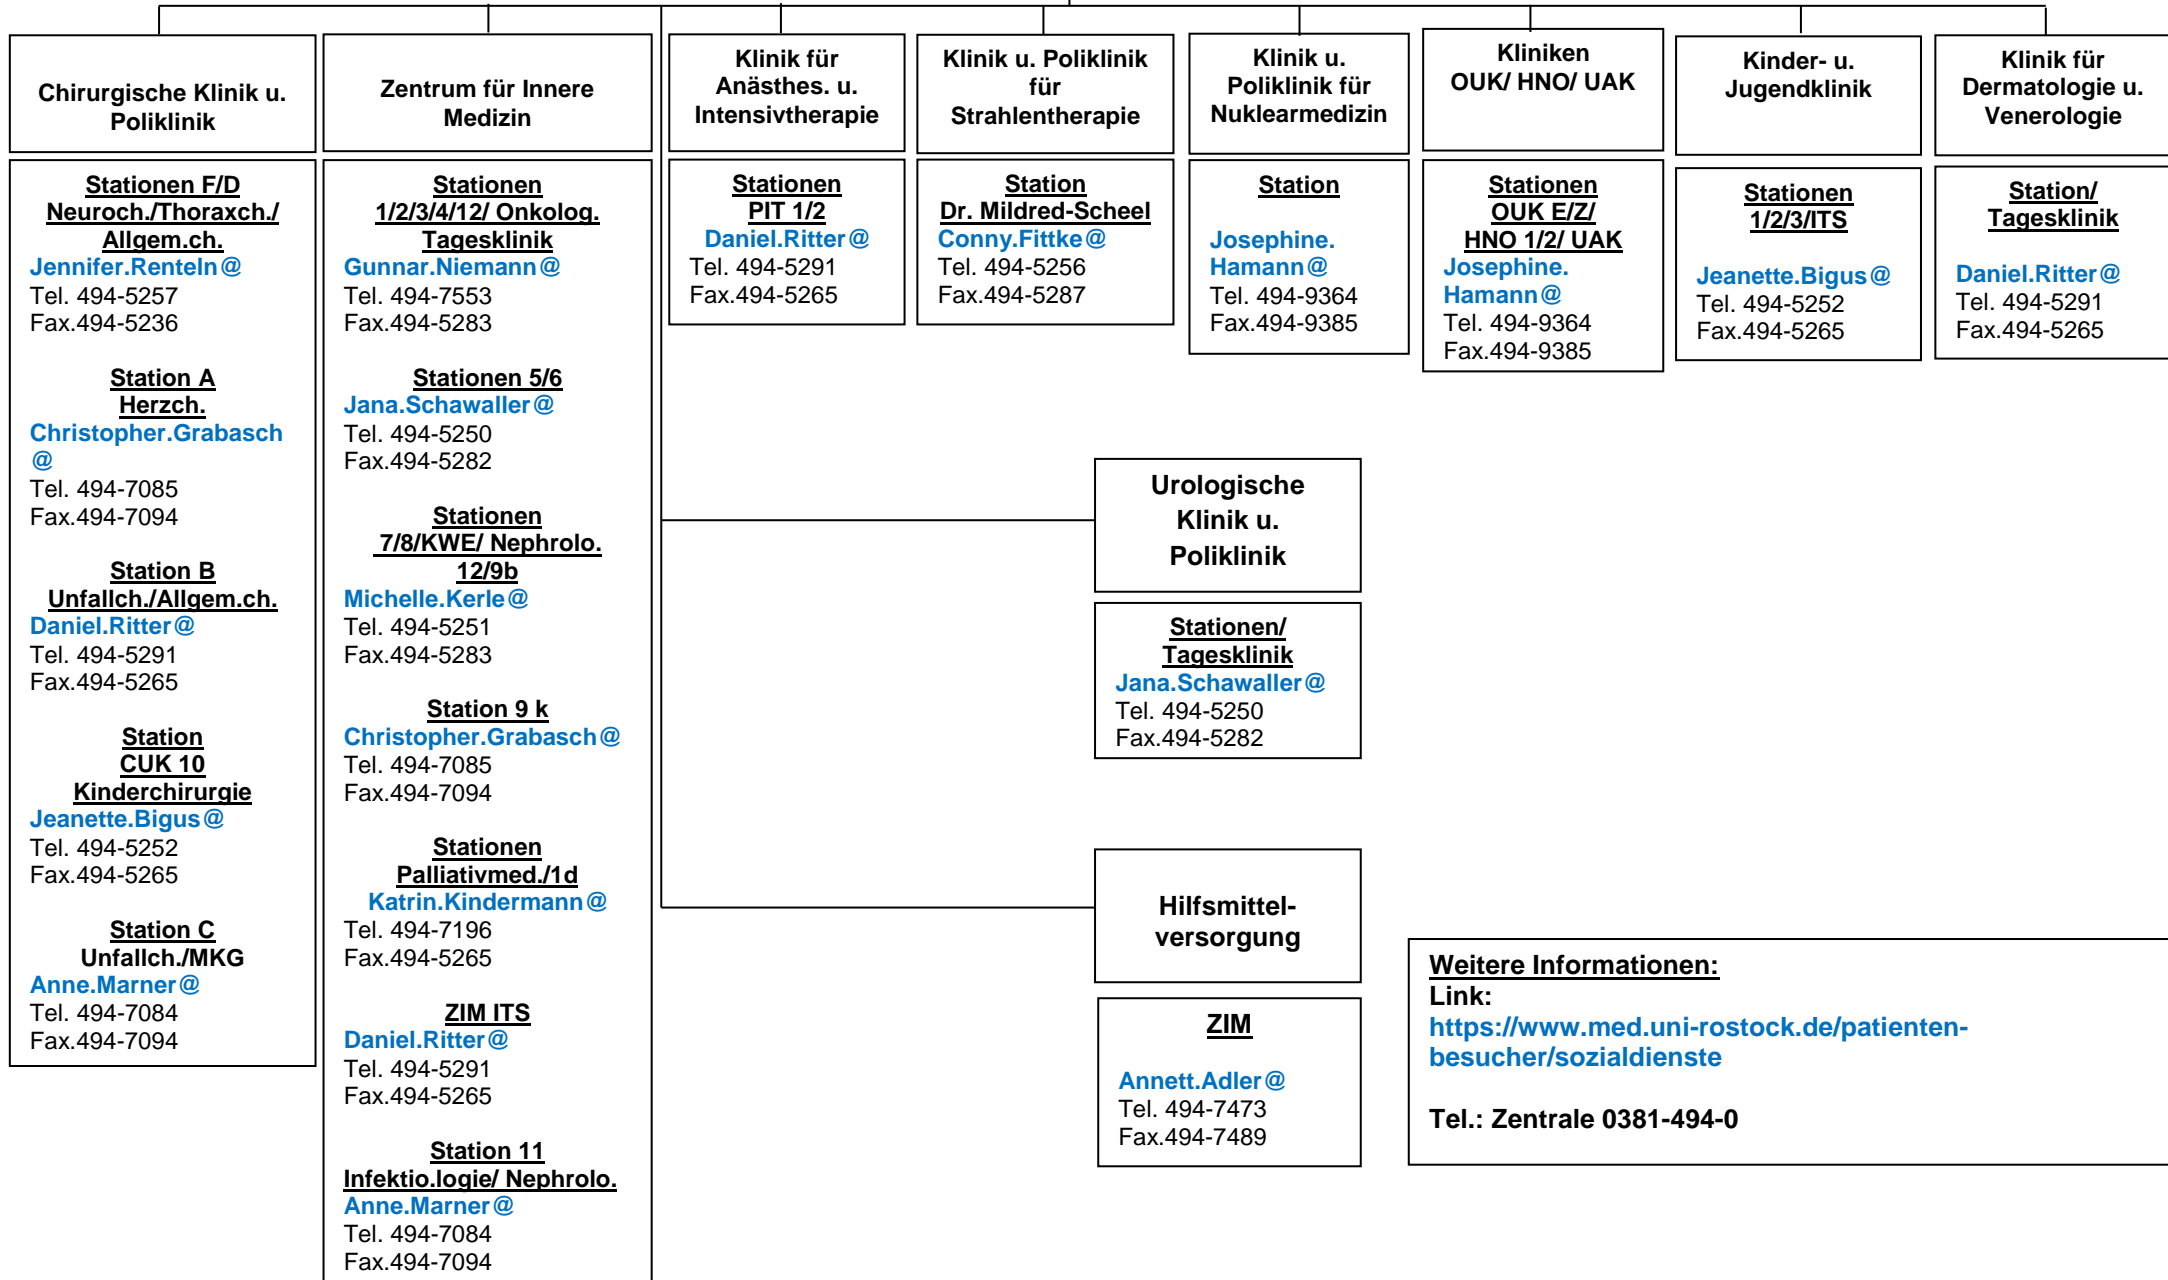 Chirurgische Klinik u.
Poliklinik
Stationen F/D
Neuroch./Thoraxch./
Allgem.ch.
Jennifer.Renteln@
Tel. 494-5257
Fax.494-5236
Station A
Herzch.
Christopher.Grabasch
@
Tel. 494-7085
Fax.494-7094
Station B
Unfallch./Allgem.ch.
Daniel.Ritter@
Tel. 494-5291
Fax.494-5265
Station
CUK 10
Kinderchirurgie
Jeanette.Bigus@
Tel. 494-5252
Fax.494-5265
Station C
Unfallch./MKG
Anne.Marner@
Tel. 494-7084
Fax.494-7094
Zentrum für Innere
Medizin
Stationen
1/2/3/4/12/ Onkolog.
Tagesklinik
Gunnar.Niemann@
Tel. 494-7553
Fax.494-5283
Stationen 5/6
Jana.Schawaller@
Tel. 494-5250
Fax.494-5282
Stationen
7/8/KWE/ Nephrolo.
12/9b
Michelle.Kerle@
Tel. 494-5251
Fax.494-5283
Station 9 k
Christopher.Grabasch@
Tel. 494-7085
Fax.494-7094
Stationen
Palliativmed./1d
Katrin.Kindermann@
Tel. 494-7196
Fax.494-5265
ZIM ITS
Daniel.Ritter@
Tel. 494-5291
Fax.494-5265
Station 11
Infektio.logie/ Nephrolo.
Anne.Marner@
Tel. 494-7084
Fax.494-7094
Klinik für
Anästhes. u.
Intensivtherapie
Stationen
PIT 1/2
Daniel.Ritter@
Tel. 494-5291
Fax.494-5265
Klinik u. Poliklinik
für
Strahlentherapie
Station
Dr. Mildred-Scheel
Conny.Fittke@
Tel. 494-5256
Fax.494-5287
Klinik u.
Poliklinik für
Nuklearmedizin
Station
Josephine.
Hamann@
Tel. 494-9364
Fax.494-9385
Kliniken
OUK/ HNO/ UAK
Stationen
OUK E/Z/
HNO 1/2/ UAK
Josephine.
Hamann@
Tel. 494-9364
Fax.494-9385
Kinder- u.
Jugendklinik
Stationen
1/2/3/ITS
Jeanette.Bigus@
Tel. 494-5252
Fax.494-5265
Klinik für
Dermatologie u.
Venerologie
Station/
Tagesklinik
Daniel.Ritter@
Tel. 494-5291
Fax.494-5265
Urologische
Klinik u.
Poliklinik
Stationen/
Tagesklinik
Jana.Schawaller@
Tel. 494-5250
Fax.494-5282
Hilfsmittel-
versorgung
ZIM
Annett.Adler@
Tel. 494-7473
Fax.494-7489
Weitere Informationen:
Link:
https://www.med.uni-rostock.de/patienten-
besucher/sozialdienste
Tel.: Zentrale 0381-494-0